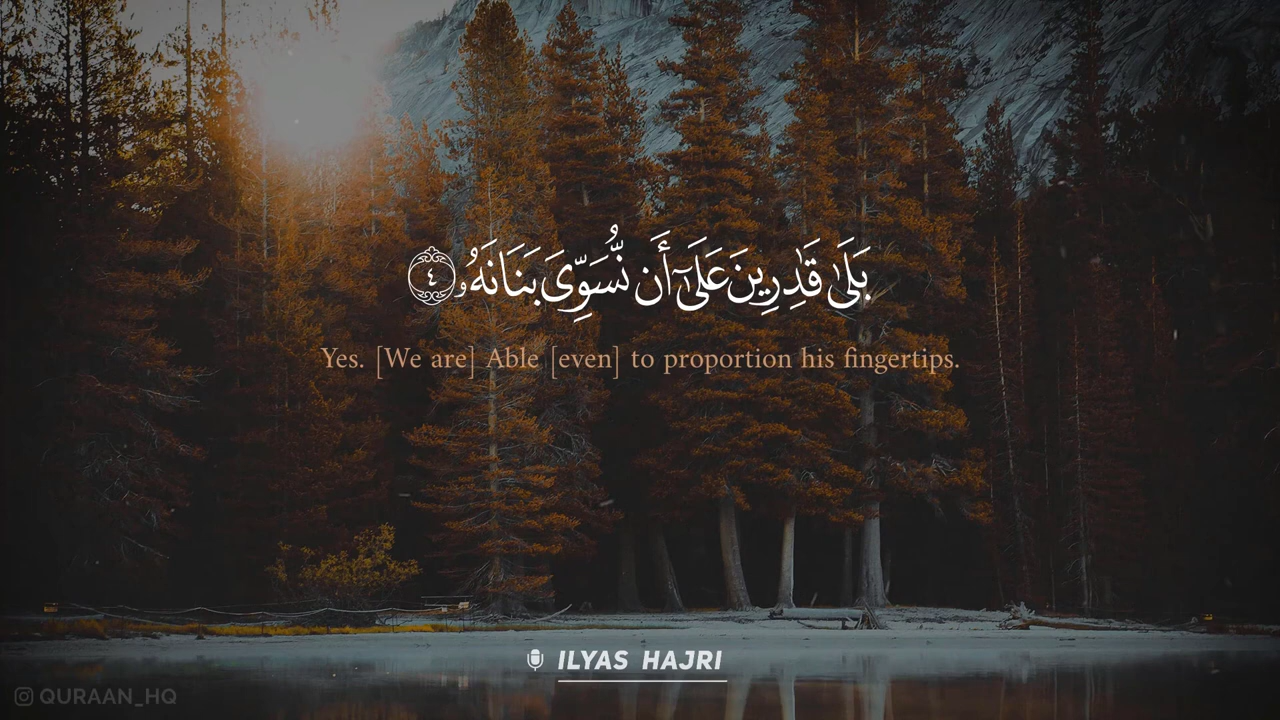 بَلَىٰ قَٰدِرِينَ عَلَىٰٓ أَن نُّسَوِّىَ بَنَانَهُۥ ٤
Yes. [We are] Able [even] to proportion his fingertips.
ILYAS HAJRI
QURAAN_HQ